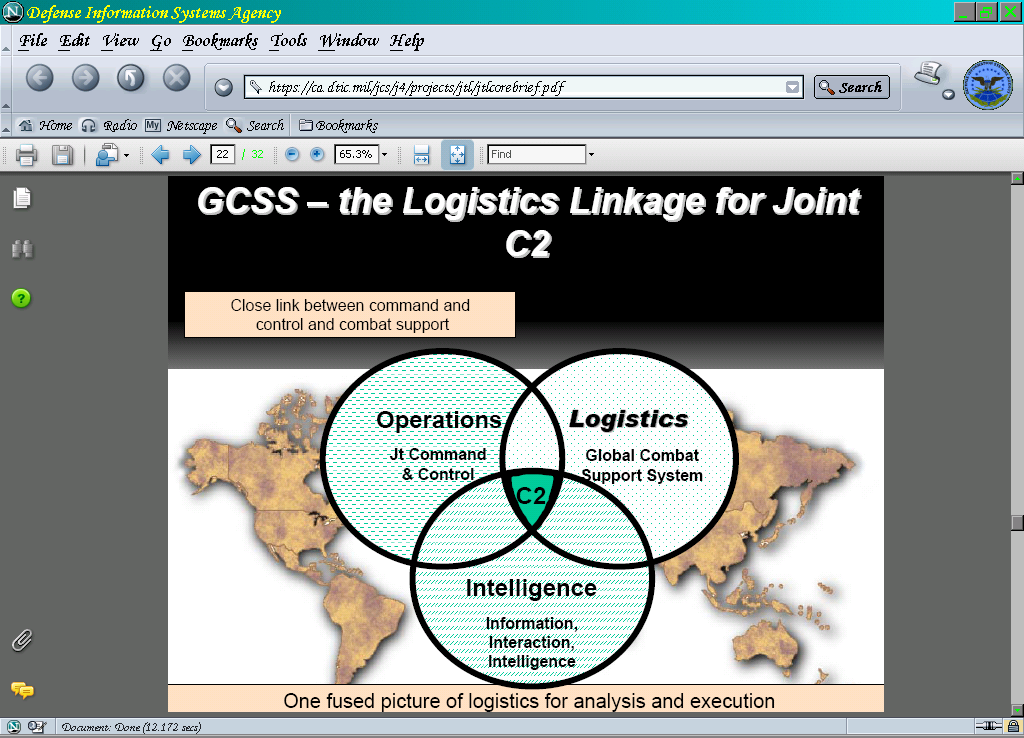 Defense Information Systems Agency
File Edit View Go Bookmarks Tools Window Help
https://ca.dtic.mil/jcs/j4/projects/jtl/jtlcorebrief.pdf
Search
Home Radio My Netscape Search Bookmarks
22 / 32 65.3% Find
GCSS – the Logistics Linkage for Joint
C2
Close link between command and
control and combat support
Operations
Logistics
Jt Command
& Control
Global Combat
Support System
C2
Intelligence
Information,
Interaction,
Intelligence
One fused picture of logistics for analysis and execution
Document: Done (12.172 secs)